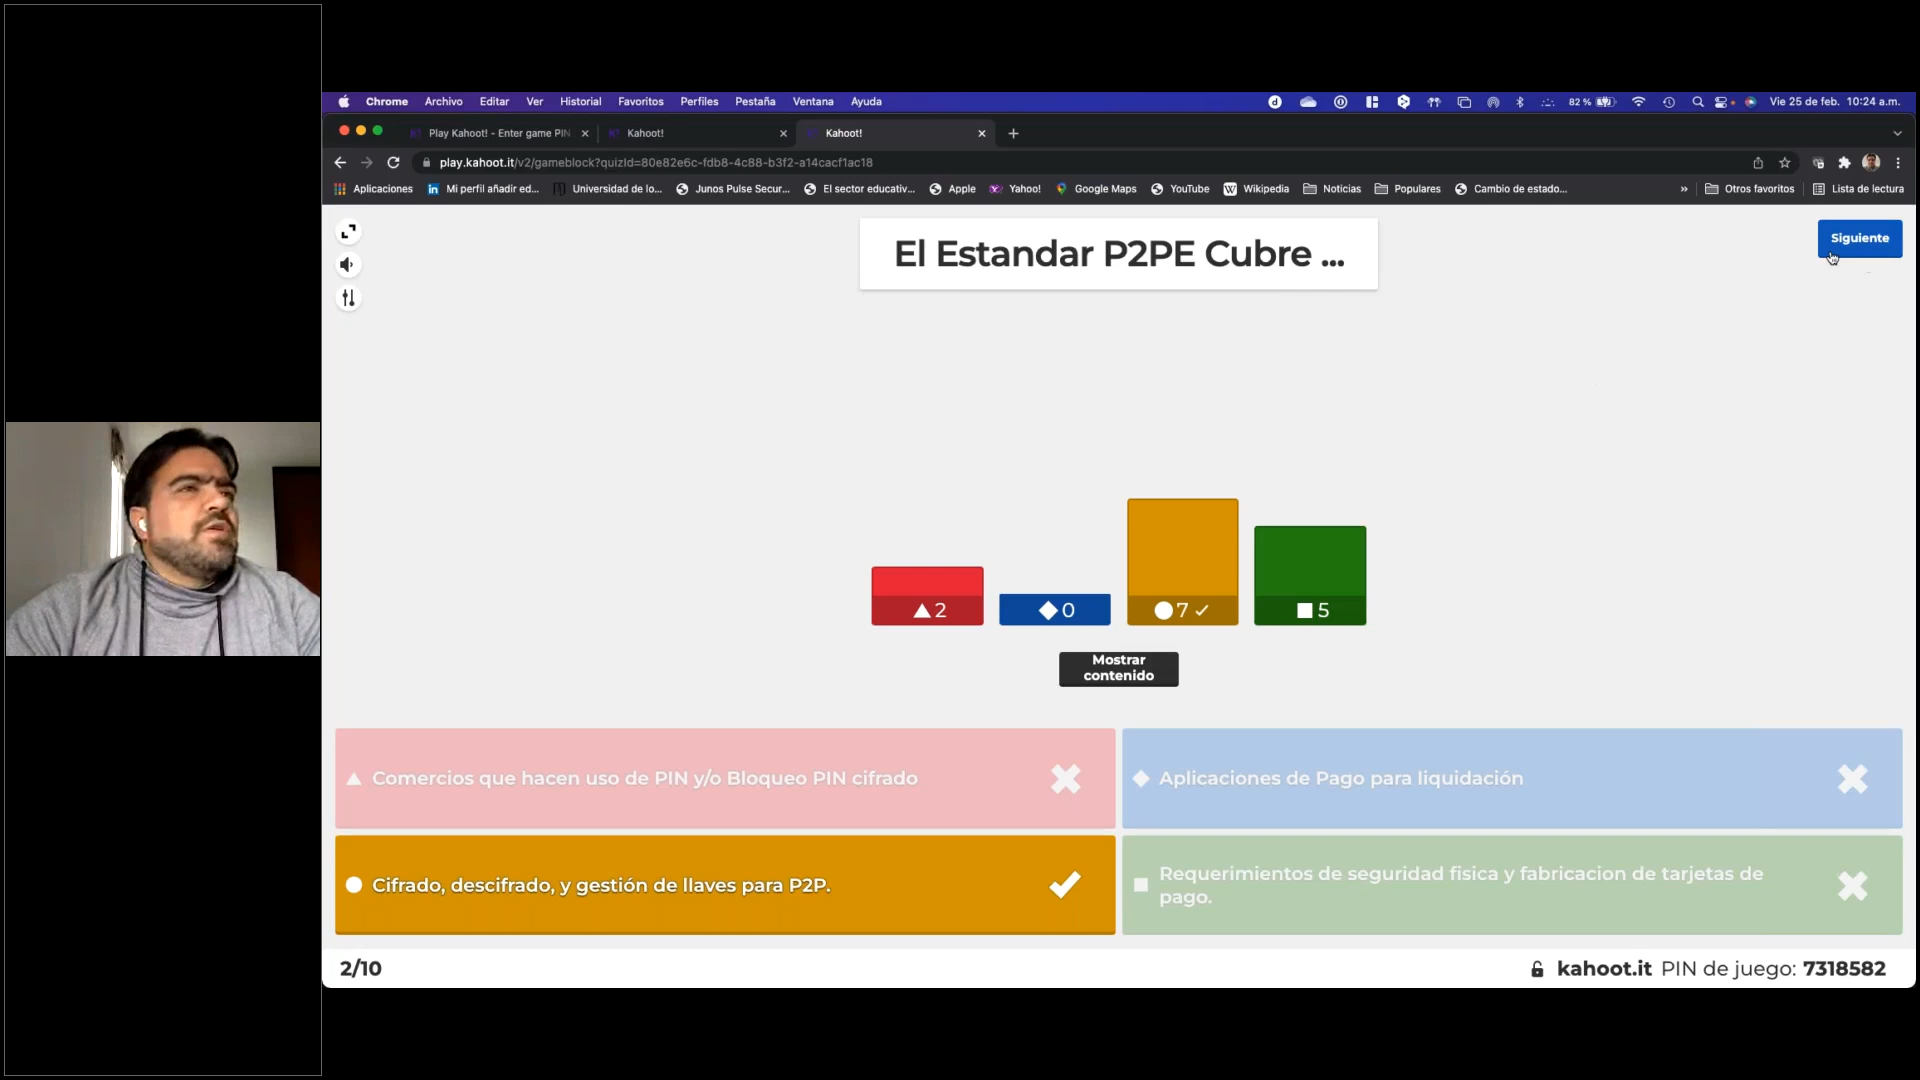 Chrome Archivo Editar Ver Historial Favoritos Perfiles Pestaña Ventana Ayuda 82 % Vie 25 de feb. 10:24 a.m.
Play Kahoot! - Enter game PIN Kahoot! Kahoot!
play.kahoot.it/v2/gameblock?quizId=80e82e6c-fdb8-4c88-b3f2-a14cacf1ac18
Aplicaciones Mi perfil añadir ed... Universidad de lo... Junos Pulse Secur... El sector educativ... Apple Yahoo! Google Maps YouTube Wikipedia Noticias Populares Cambio de estado... » Otros favoritos Lista de lectura
El Estandar P2PE Cubre ...
Siguiente
2 0 7 5
Mostrar
contenido
Comercios que hacen uso de PIN y/o Bloqueo PIN cifrado
Aplicaciones de Pago para liquidación
Cifrado, descifrado, y gestión de llaves para P2P.
Requerimientos de seguridad fisica y fabricacion de tarjetas de
pago.
2/10
kahoot.it PIN de juego: 7318582